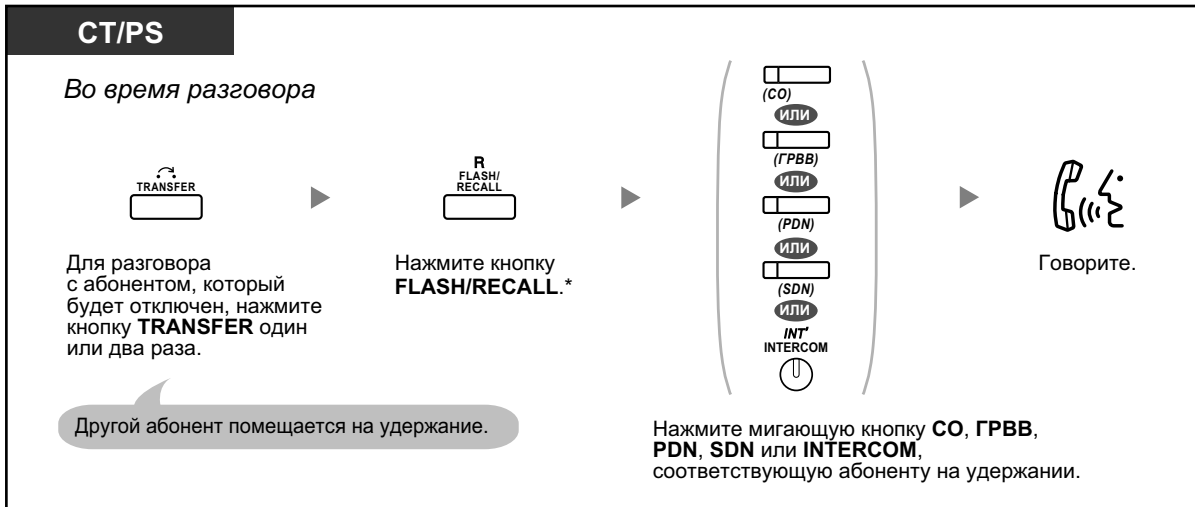 CT/PS
Во время разговора
TRANSFER
Для разговора
с абонентом, который
будет отключен, нажмите
кнопку TRANSFER один
или два раза.
Другой абонент помещается на удержание.
R
FLASH/
RECALL
Нажмите кнопку
FLASH/RECALL.*
(CO)
ИЛИ
(ГРВВ)
ИЛИ
(PDN)
ИЛИ
(SDN)
ИЛИ
INT'
INTERCOM
Нажмите мигающую кнопку CO, ГРВВ,
PDN, SDN или INTERCOM,
соответствующую абоненту на удержании.
Говорите.